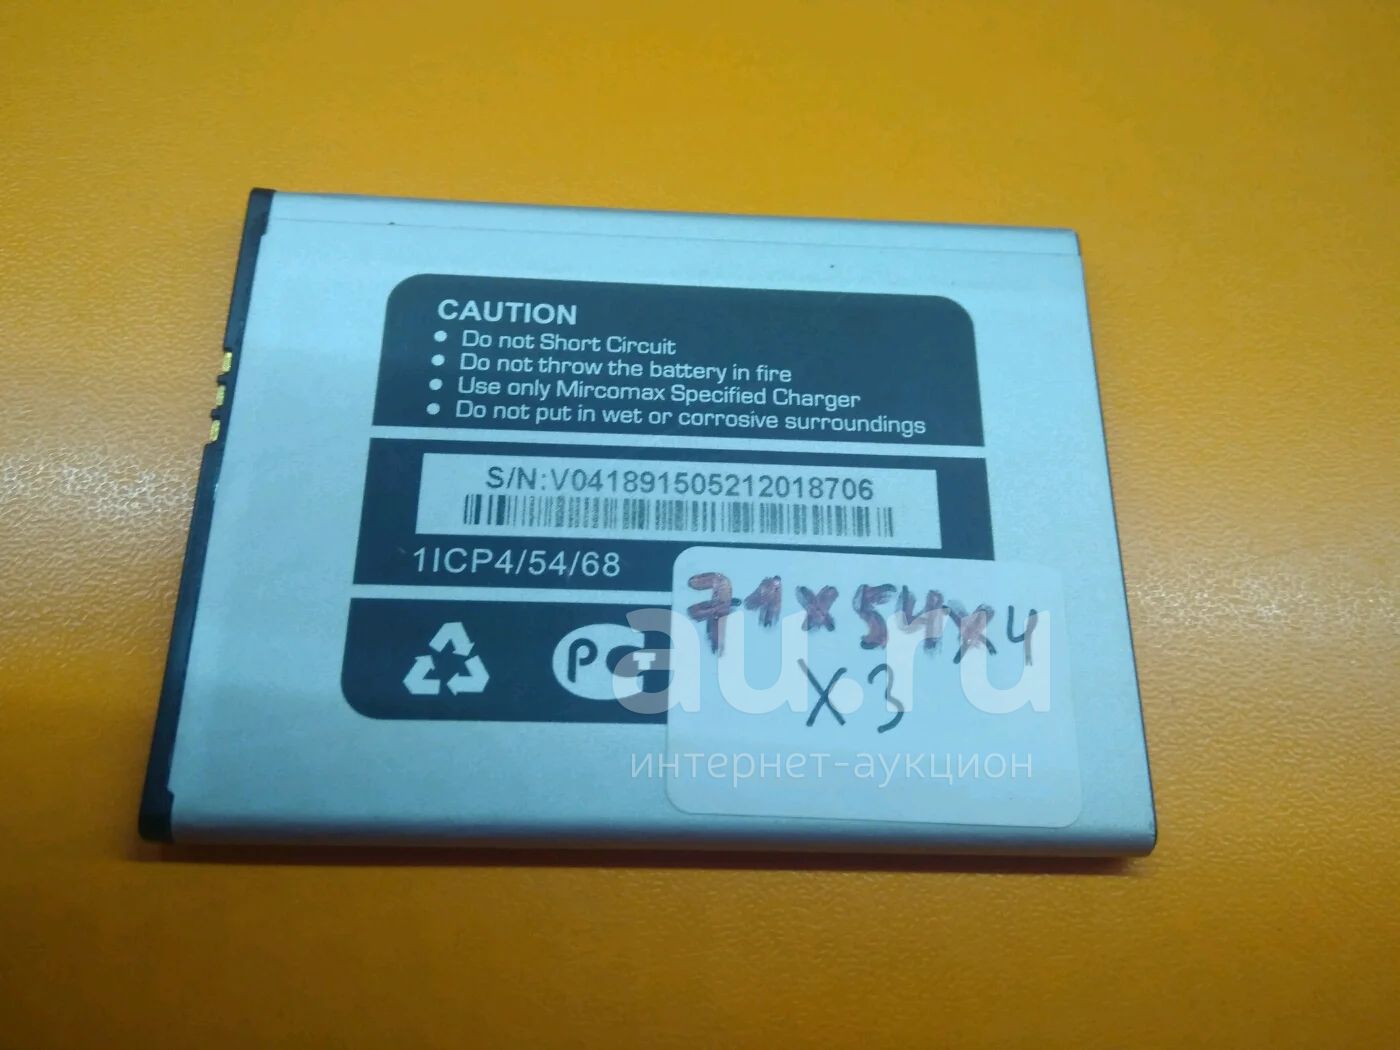 CAUTION
• Do not Short Circuit
• Do not throw the battery in fire
• Use only Mircomax Specified Charger
• Do not put in wet or corrosive surroundings
S/N:V041891505212018706
1ICP4/54/68
71x54x4
x3
au.ru
интернет-аукцион